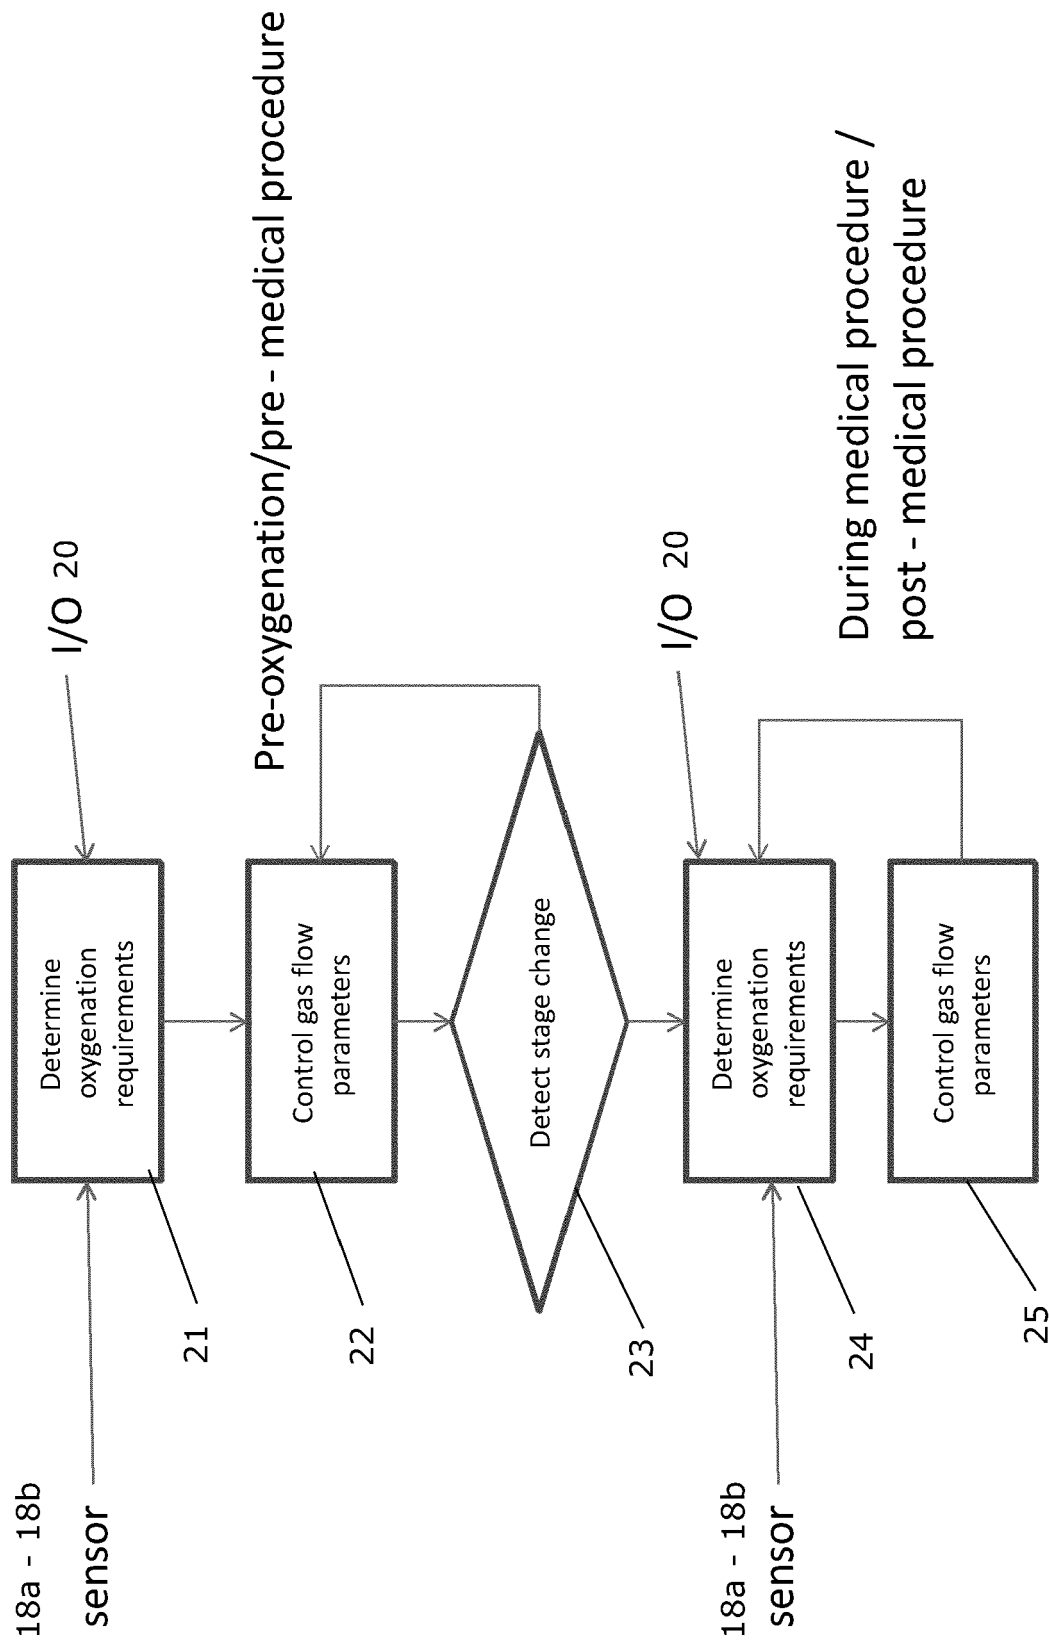 18a - 18b
sensor
Determine
oxygenation
requirements
I/O 20
21
Control gas flow
parameters
22
Pre-oxygenation/pre - medical procedure
Detect stage change
23
18a - 18b
sensor
Determine
oxygenation
requirements
I/O 20
24
Control gas flow
parameters
25
During medical procedure /
post - medical procedure